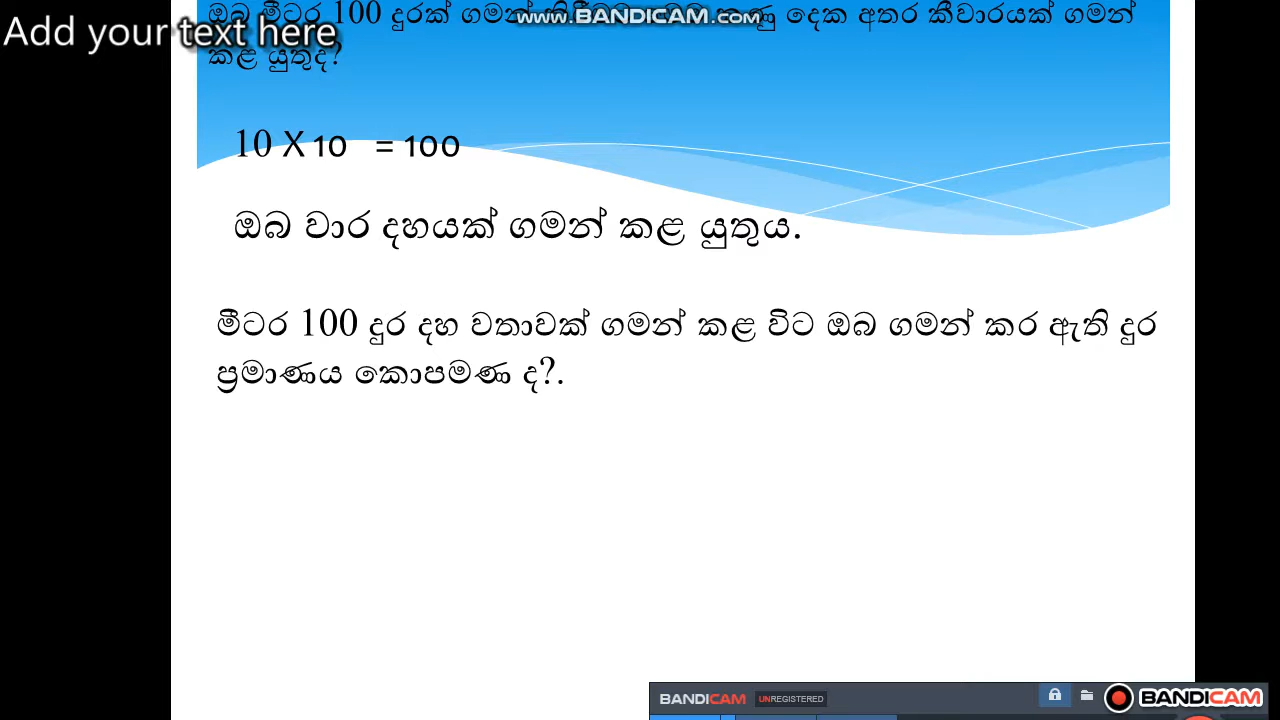 ඔබ මීටර 100 දුරක් ගමන් කණු දෙක අතර කීවාරයක් ගමන්
කළ යුතුද?
www.BANDICAM.com
Add your text here
10 X 10 = 100
ඔබ වාර දහයක් ගමන් කළ යුතුය.
මීටර 100 දුර දහ වතාවක් ගමන් කළ විට ඔබ ගමන් කර ඇති දුර
ප්‍රමාණය කොපමණ ද?.
BANDICAM UNREGISTERED
BANDICAM